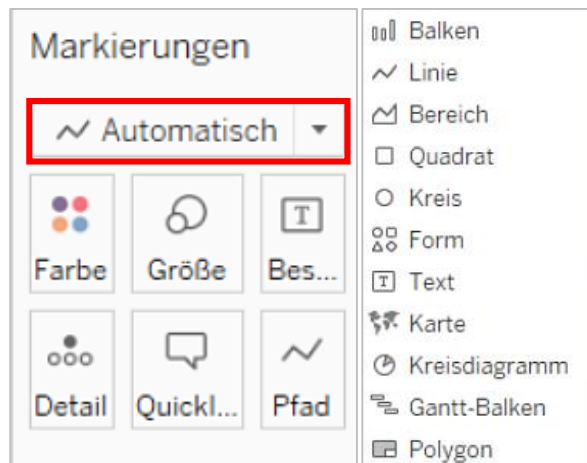 Markierungen
Automatisch
Farbe Größe Bes...
T
Detail Quickl... Pfad
Balken
Linie
Bereich
Quadrat
Kreis
Form
T Text
Karte
Kreisdiagramm
Gantt-Balken
Polygon